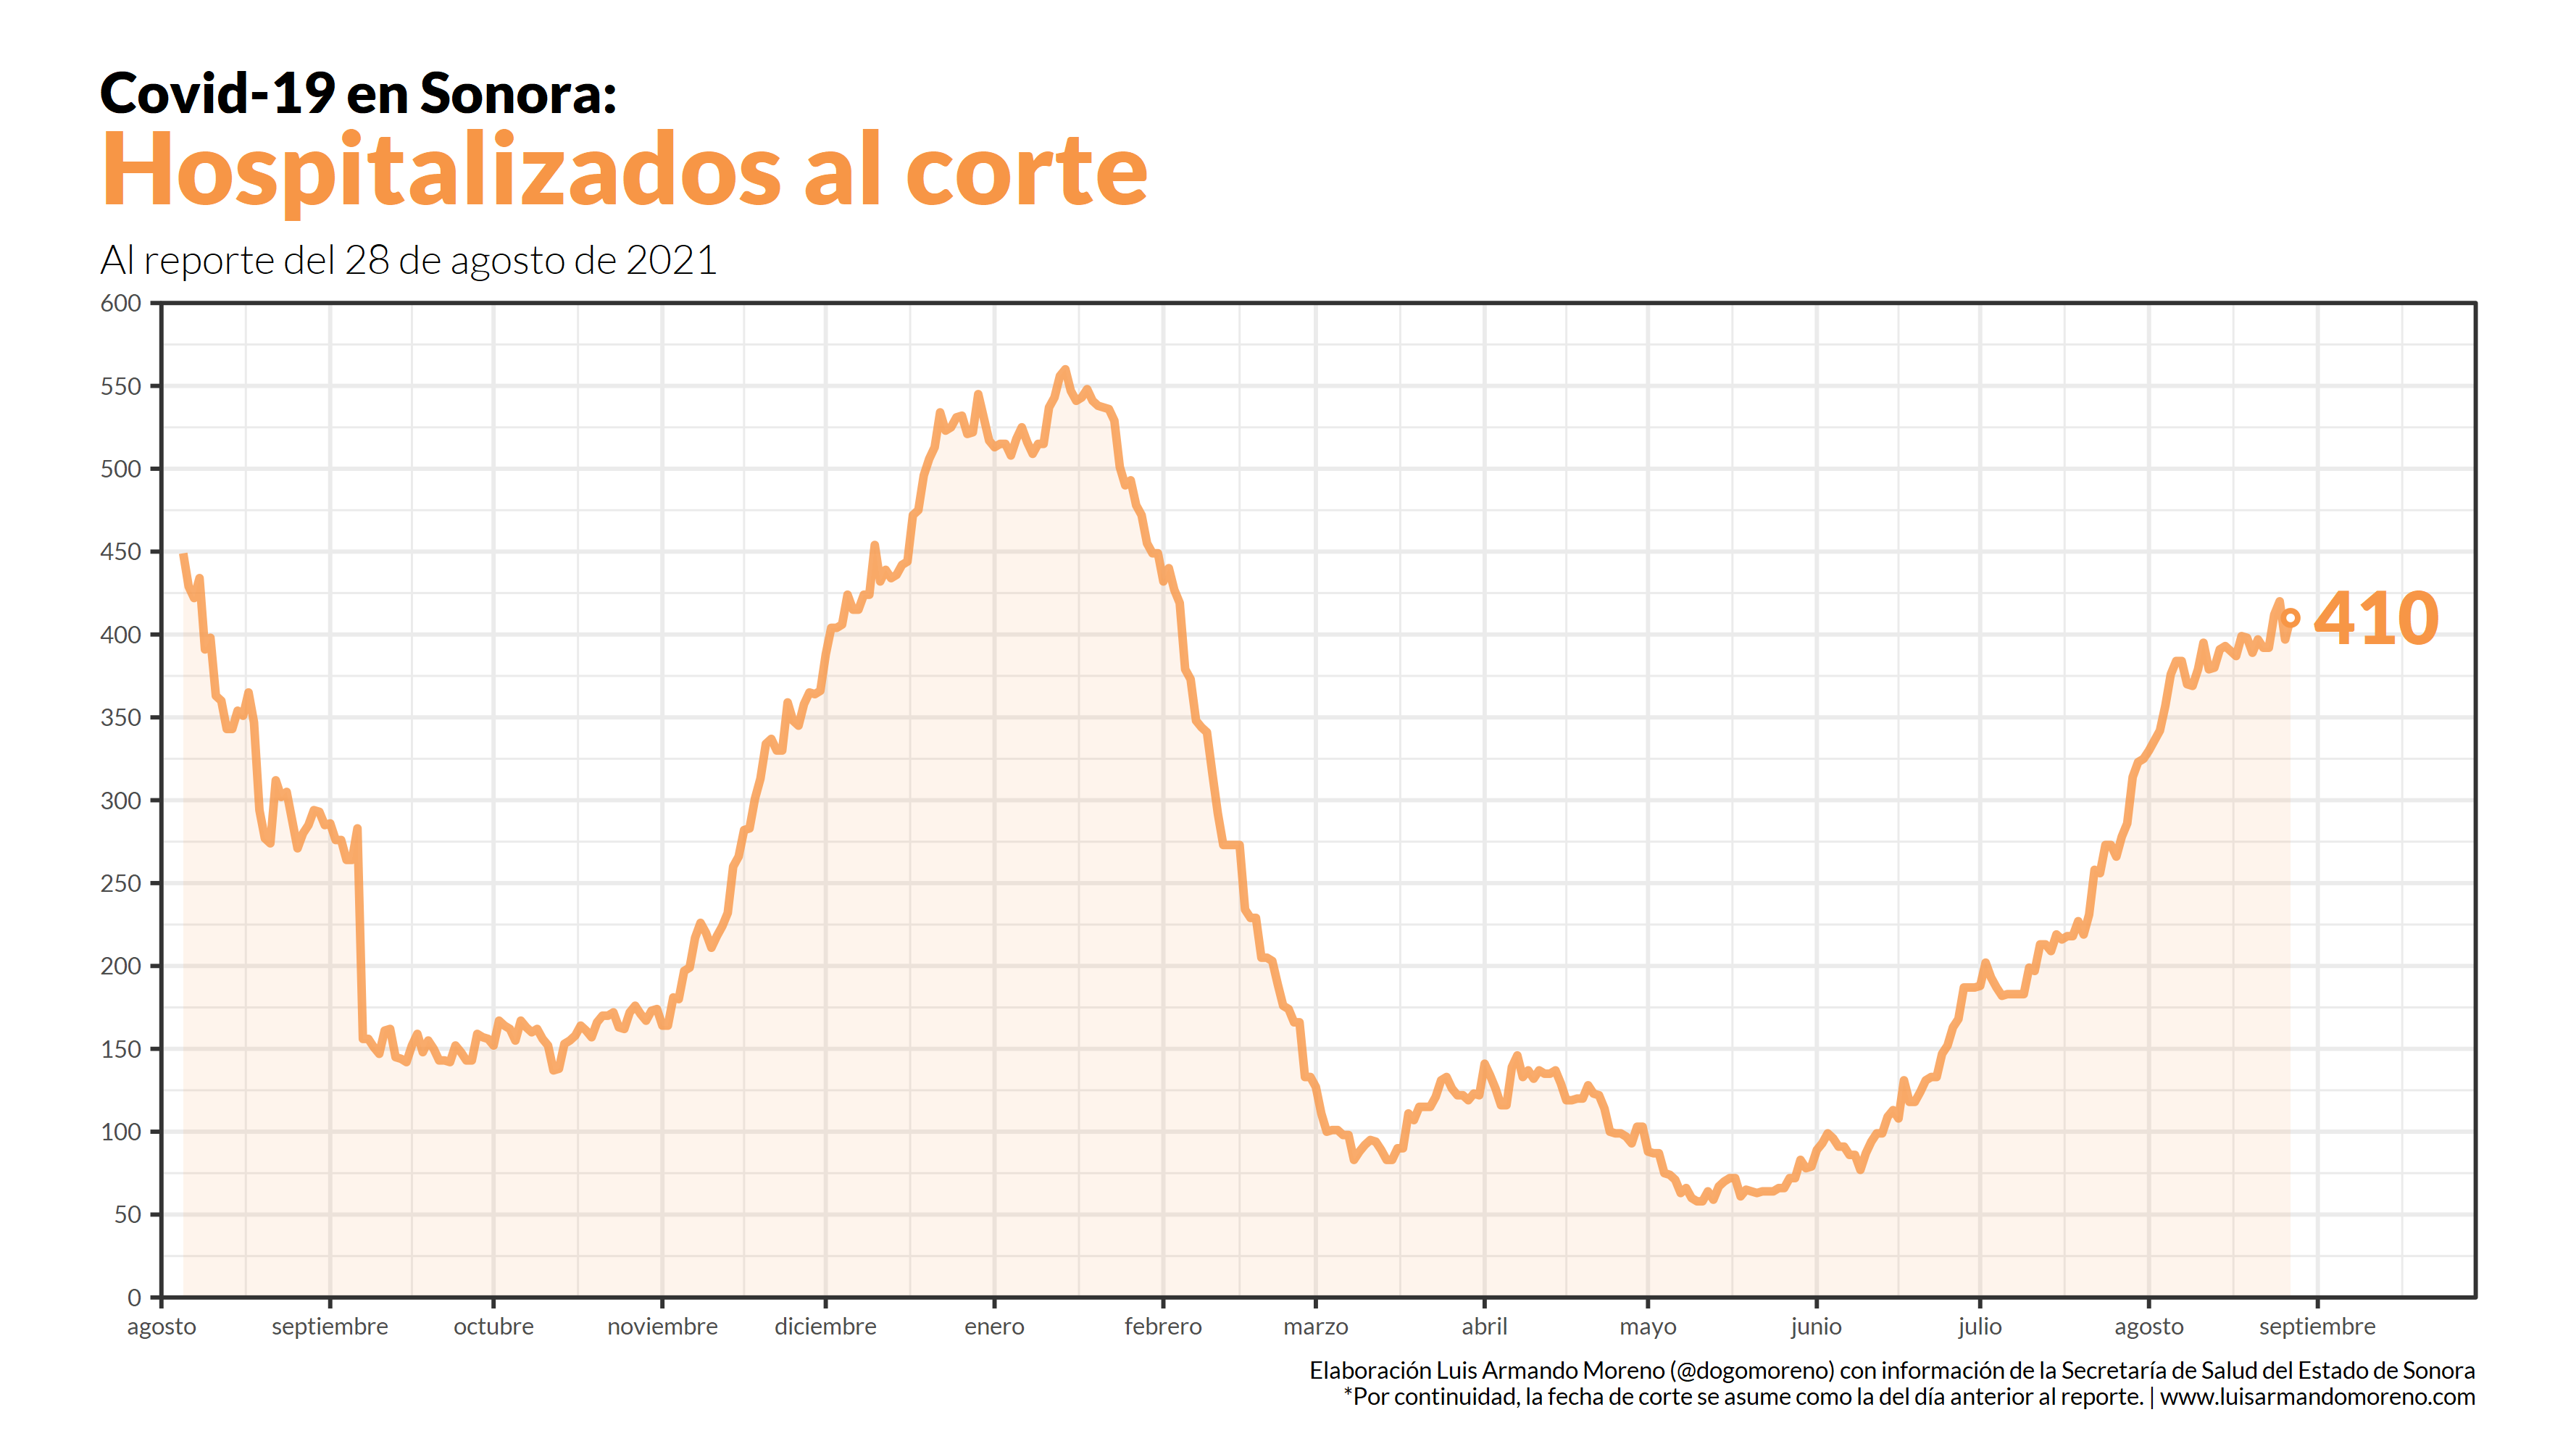 Covid-19 en Sonora:
Hospitalizados al corte
Al reporte del 28 de agosto de 2021
600
550
500
450
400
350
300
250
200
150
100
50
0
410
agosto septiembre octubre noviembre diciembre enero febrero marzo abril mayo junio julio agosto septiembre
Elaboración Luis Armando Moreno (@dogomoreno) con información de la Secretaría de Salud del Estado de Sonora
*Por continuidad, la fecha de corte se asume como la del día anterior al reporte. | www.luisarmandomoreno.com